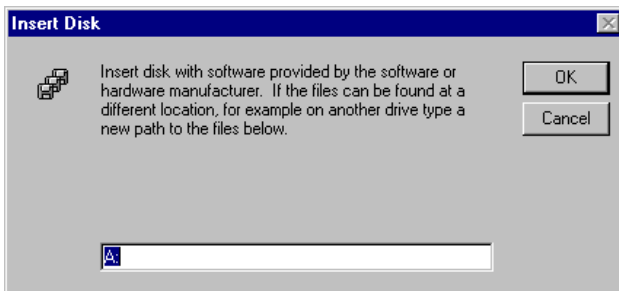 Insert Disk
Insert disk with software provided by the software or
hardware manufacturer. If the files can be found at a
different location, for example on another drive type a
new path to the files below.
OK
Cancel
A: